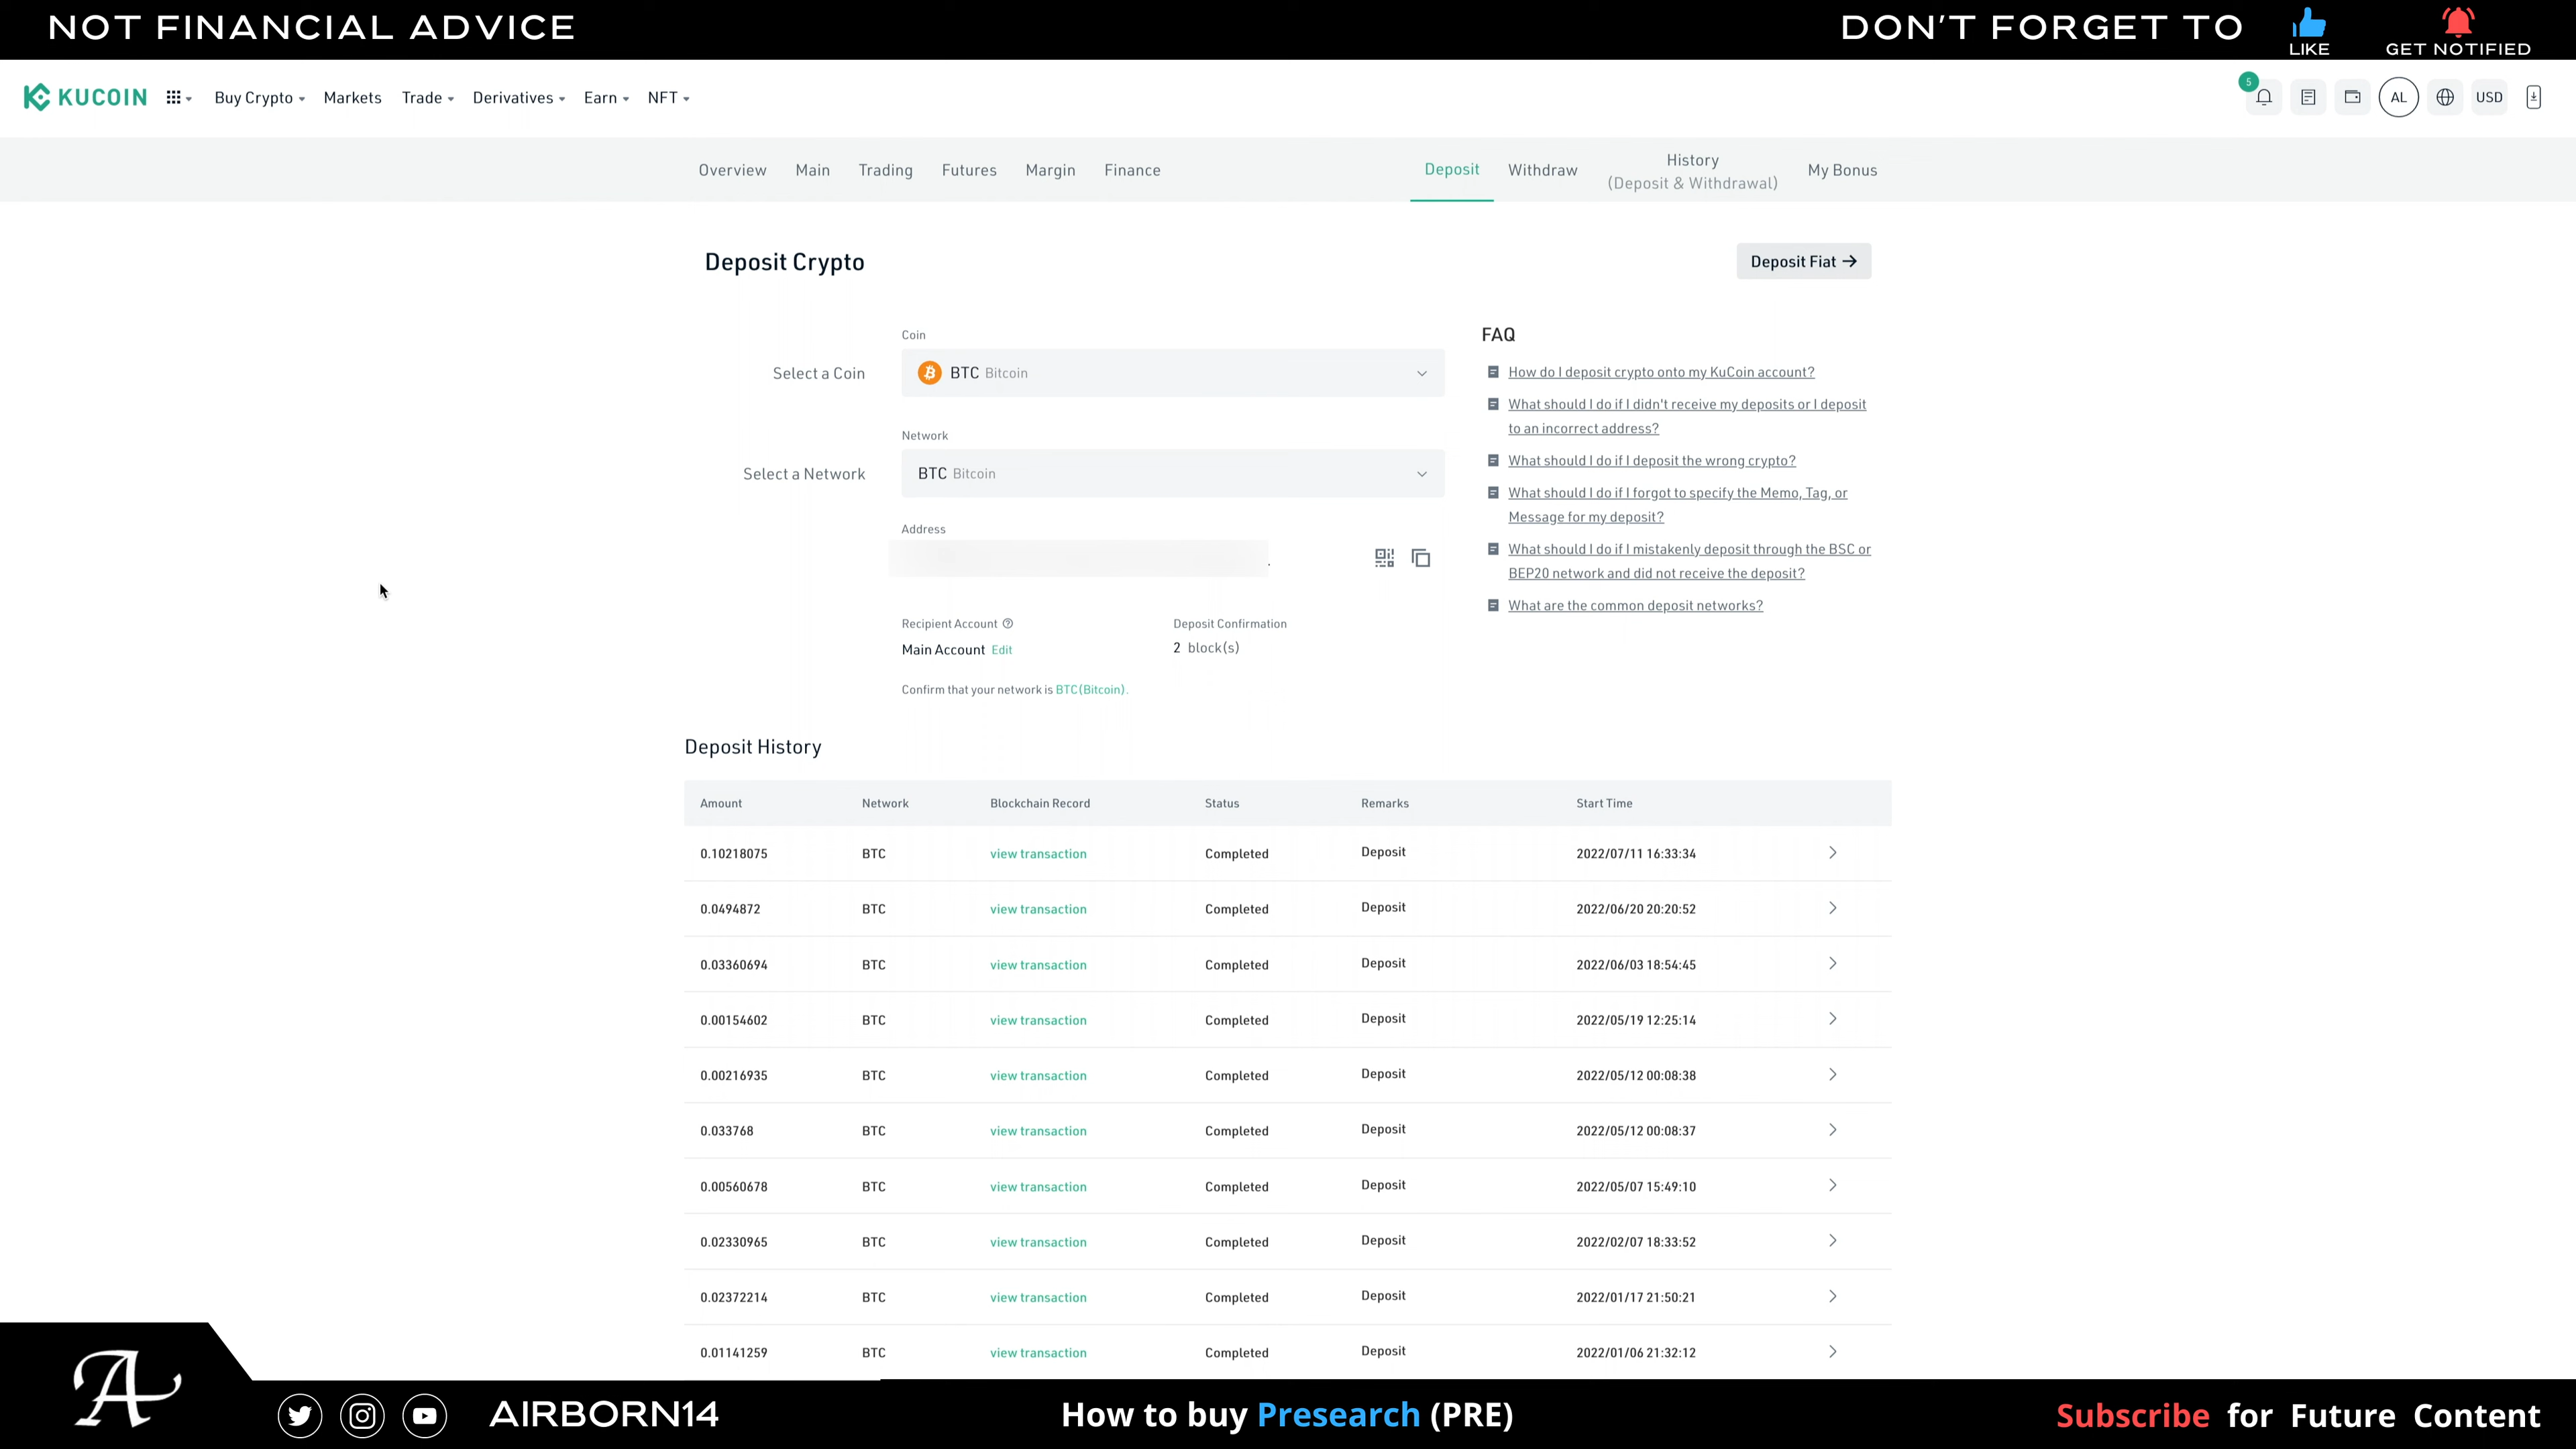 NOT FINANCIAL ADVICE
DON'T FORGET TO
LIKE
GET NOTIFIED
KUCOIN
Buy Crypto
Markets
Trade
Derivatives
Earn
NFT
5
AL
USD
Overview
Main
Trading
Futures
Margin
Finance
Deposit
Withdraw
History
(Deposit & Withdrawal)
My Bonus
Deposit Crypto
Deposit Fiat →
Coin
Select a Coin
BTC Bitcoin
Network
Select a Network
BTC Bitcoin
Address
Recipient Account
Main Account Edit
Deposit Confirmation
2 block(s)
Confirm that your network is BTC(Bitcoin).
FAQ
How do I deposit crypto onto my KuCoin account?
What should I do if I didn't receive my deposits or I deposit
to an incorrect address?
What should I do if I deposit the wrong crypto?
What should I do if I forgot to specify the Memo, Tag, or
Message for my deposit?
What should I do if I mistakenly deposit through the BSC or
BEP20 network and did not receive the deposit?
What are the common deposit networks?
Deposit History
Amount Network Blockchain Record Status Remarks Start Time
0.10218075 BTC view transaction Completed Deposit 2022/07/11 16:33:34
0.0494872 BTC view transaction Completed Deposit 2022/06/20 20:20:52
0.03360694 BTC view transaction Completed Deposit 2022/06/03 18:54:45
0.00154602 BTC view transaction Completed Deposit 2022/05/19 12:25:14
0.00216935 BTC view transaction Completed Deposit 2022/05/12 00:08:38
0.033768 BTC view transaction Completed Deposit 2022/05/12 00:08:37
0.00560678 BTC view transaction Completed Deposit 2022/05/07 15:49:10
0.02330965 BTC view transaction Completed Deposit 2022/02/07 18:33:52
0.02372214 BTC view transaction Completed Deposit 2022/01/17 21:50:21
0.01141259 BTC view transaction Completed Deposit 2022/01/06 21:32:12
A
AIRBORN14
How to buy Presearch (PRE)
Subscribe for Future Content